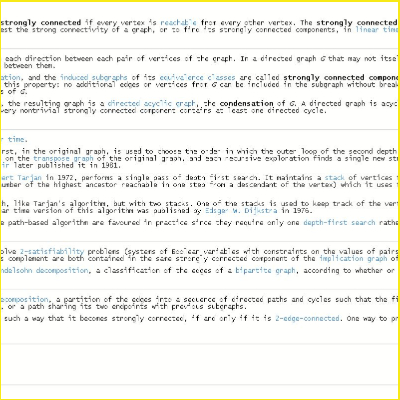 strongly connected if every vertex is reachable from every other vertex. The strongly connected
est the strong connectivity of a graph, or to find its strongly connected components, in linear time
each direction between each pair of vertices of the graph. In a directed graph G that may not itsel
between them.
ation, and the induced subgraphs of its equivalence classes are called strongly connected compone
this property: no additional edges or vertices from G can be included in the subgraph without break
s of G.
, the resulting graph is a directed acyclic graph, the condensation of G. A directed graph is acyc
every nontrivial strongly connected component contains at least one directed cycle.
r time.
irst, in the original graph, is used to choose the order in which the outer loop of the second depth
on the transpose graph of the original graph, and each recursive exploration finds a single new str
ir later published it in 1981.
ert Tarjan in 1972, performs a single pass of depth first search. It maintains a stack of vertices
umber of the highest ancestor reachable in one step from a descendant of the vertex) which it uses
h, like Tarjan's algorithm, but with two stacks. One of the stacks is used to keep track of the vert
ar time version of this algorithm was published by Edsger W. Dijkstra in 1976.
e path-based algorithm are favoured in practice since they require only one depth-first search rathe
olve 2-satisfiability problems (systems of Boolean variables with constraints on the values of pairs
s complement are both contained in the same strongly connected component of the implication graph of
ndelsohn decomposition, a classification of the edges of a bipartite graph, according to whether or
ecomposition, a partition of the edges into a sequence of directed paths and cycles such that the fi
, or a path sharing its two endpoints with previous subgraphs.
such a way that it becomes strongly connected, if and only if it is 2-edge-connected. One way to pr